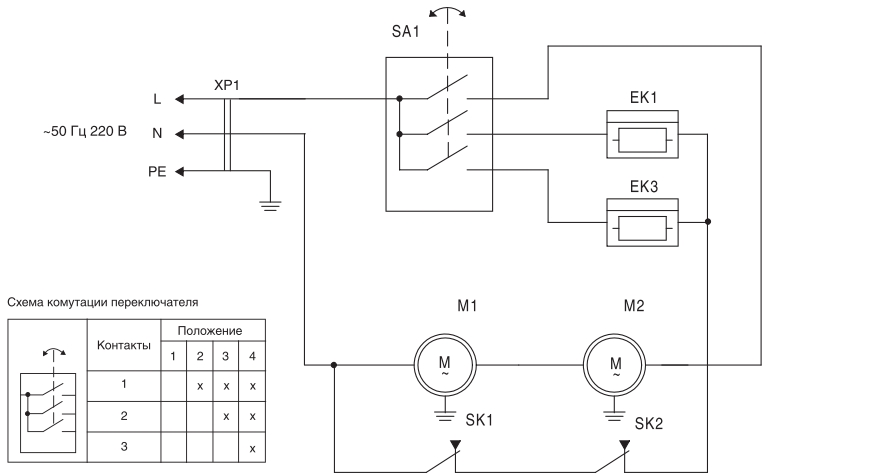 SA1
XP1
L
~50 Гц 220 В
N
PE
EK1
EK3
Схема комутации переключателя
Контакты
Положение
1 2 3 4
1 x x x
2 x x
3 x
M1
M2
M
~
M
~
SK1
SK2